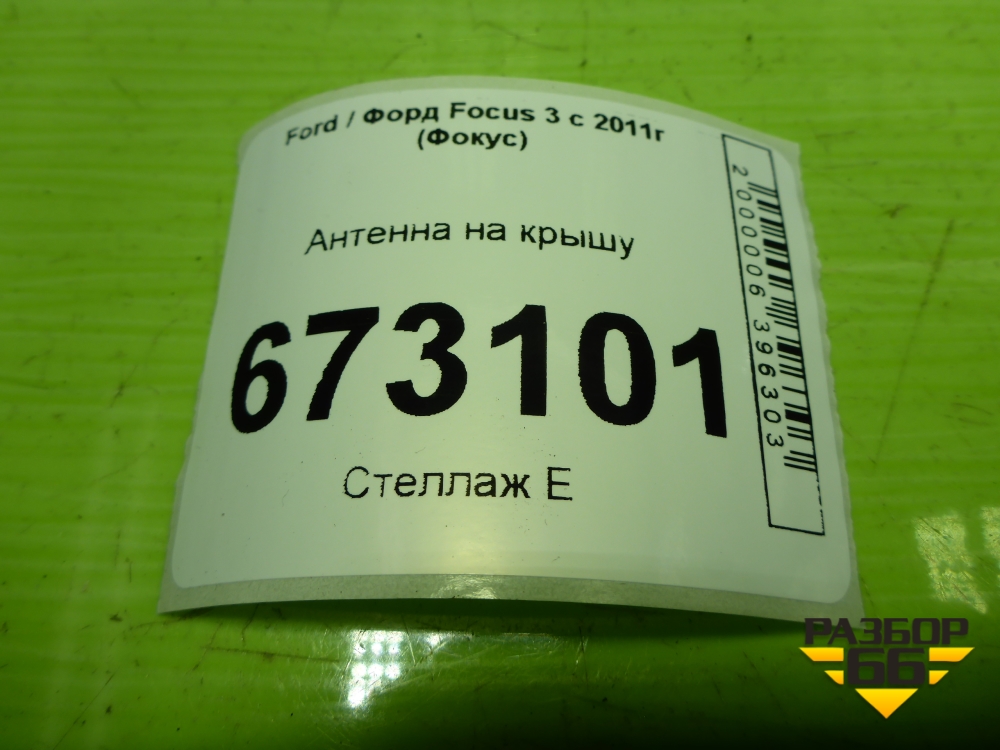 Ford / Форд Focus 3 с 2011г
(Фокус)
Антенна на крышу
673101
Стеллаж Е
2000006396303
РАЗБОР
66